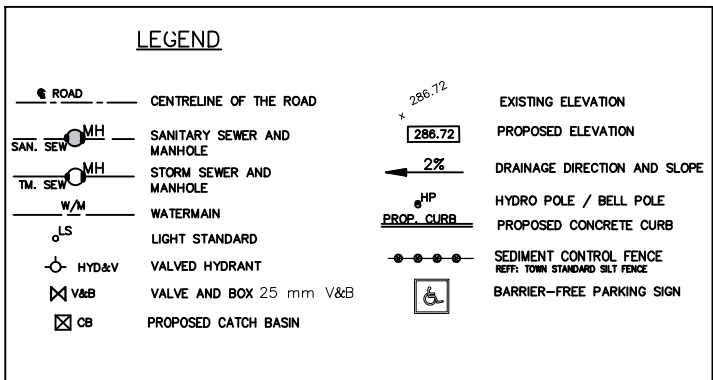 LEGEND
ROAD CENTRELINE OF THE ROAD
MH
SAN. SEW
SANITARY SEWER AND
MANHOLE
MH
TM. SEW
STORM SEWER AND
MANHOLE
W/M WATERMAIN
LS LIGHT STANDARD
HYD&V VALVED HYDRANT
V&B VALVE AND BOX 25 mm V&B
CB PROPOSED CATCH BASIN
x 286.72 EXISTING ELEVATION
286.72 PROPOSED ELEVATION
2% DRAINAGE DIRECTION AND SLOPE
HP HYDRO POLE / BELL POLE
PROP. CURB PROPOSED CONCRETE CURB
SEDIMENT CONTROL FENCE
REFF: TOWN STANDARD SILT FENCE
BARRIER-FREE PARKING SIGN